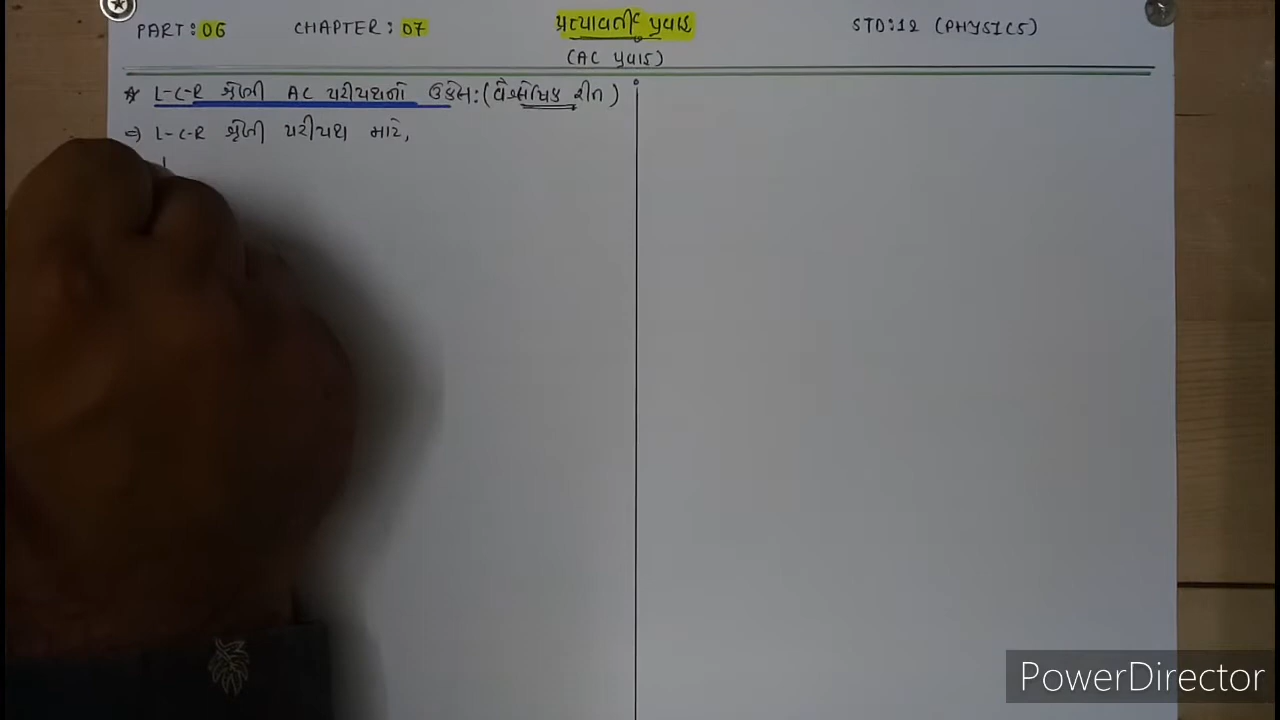 PART: 06 CHAPTER: 07 પ્રત્યાવર્તી પ્રવાહ STD:12 (PHYSICS)
(AC પ્રવાહ)
* L-C-R શ્રેણી AC પરીપથનો ઉકેલ: (વૈશ્લેષિક રીત)
⇒ L-C-R શ્રેણી પરીપથ માટે,
PowerDirector